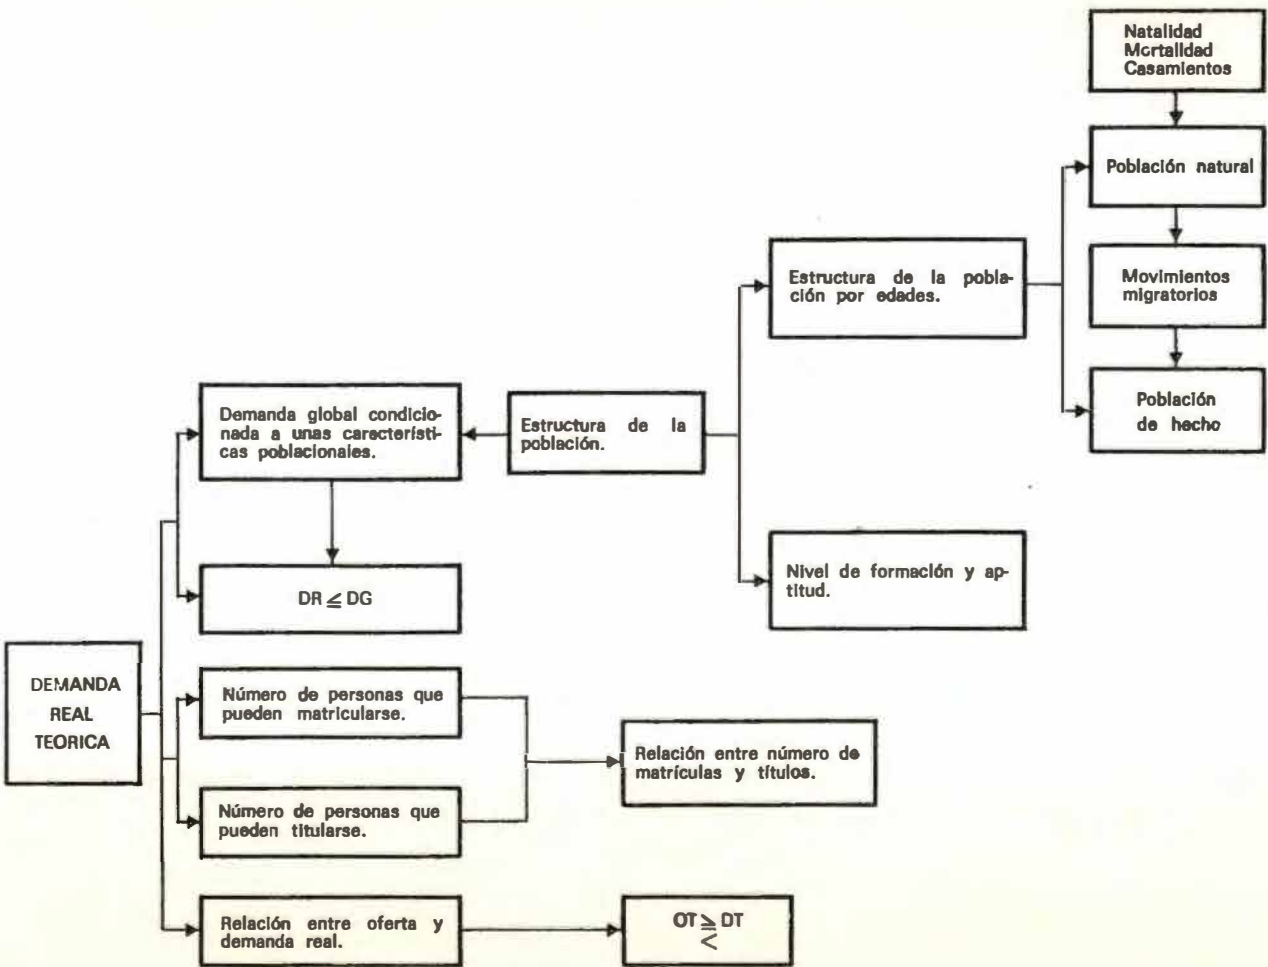 Natalidad
Mortalidad
Casamientos
Población natural
Estructura de la pobla-
ción por edades.
Movimientos
migratorios
Población
de hecho
Demanda global condicio-
nada a unas característi-
cas poblacionales.
Estructura de la
población.
Nivel de formación y ap-
titud.
DR ≦ DG
DEMANDA
REAL
TEORICA
Número de personas que
pueden matricularse.
Relación entre número de
matrículas y títulos.
Número de personas que
pueden titularse.
Relación entre oferta y
demanda real.
OT ≧ DT
<